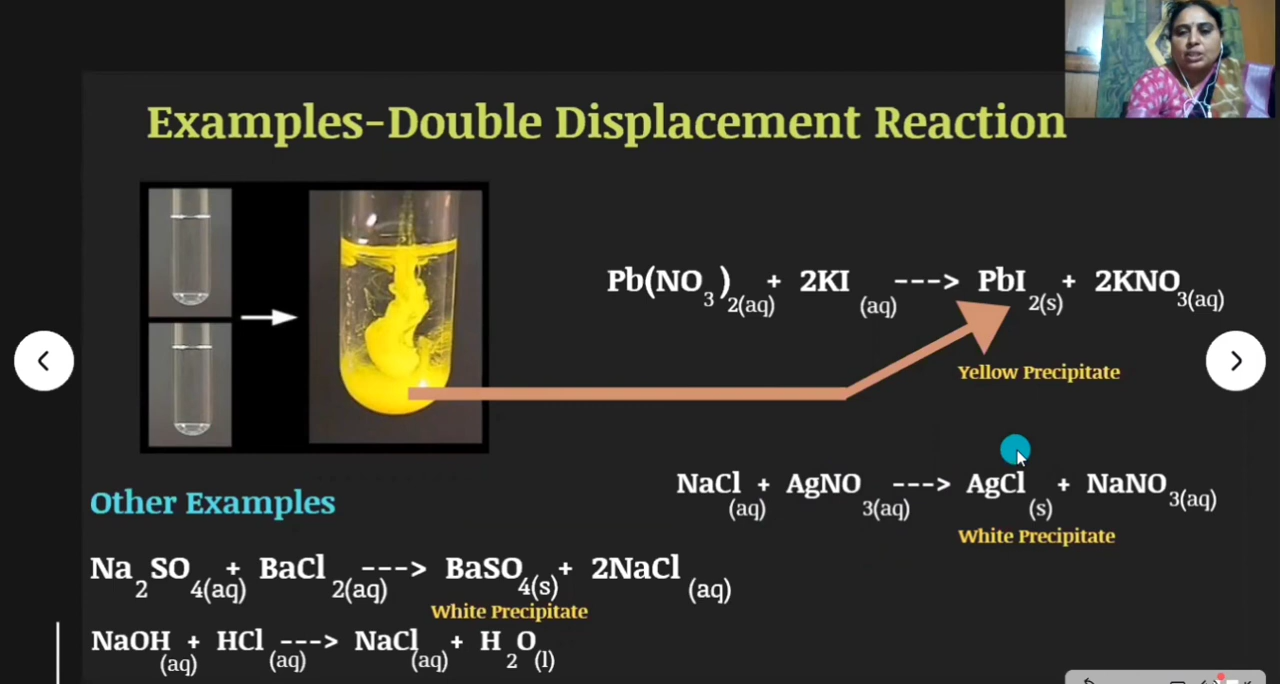 Examples-Double Displacement Reaction
Pb(NO3)2(aq) + 2KI (aq) ---> PbI2(s) + 2KNO3(aq)
Yellow Precipitate
NaCl(aq) + AgNO3(aq) ---> AgCl(s) + NaNO3(aq)
White Precipitate
Other Examples
Na2SO4(aq) + BaCl2(aq) ---> BaSO4(s) + 2NaCl (aq)
White Precipitate
NaOH(aq) + HCl(aq) ---> NaCl(aq) + H2O(l)